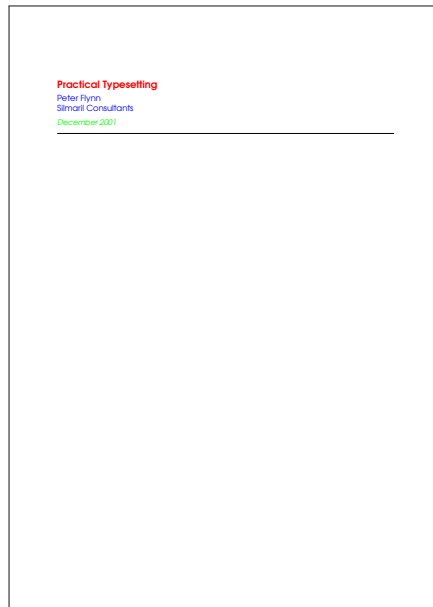 Practical Typesetting
Peter Flynn
Silmaril Consultants
December 2001